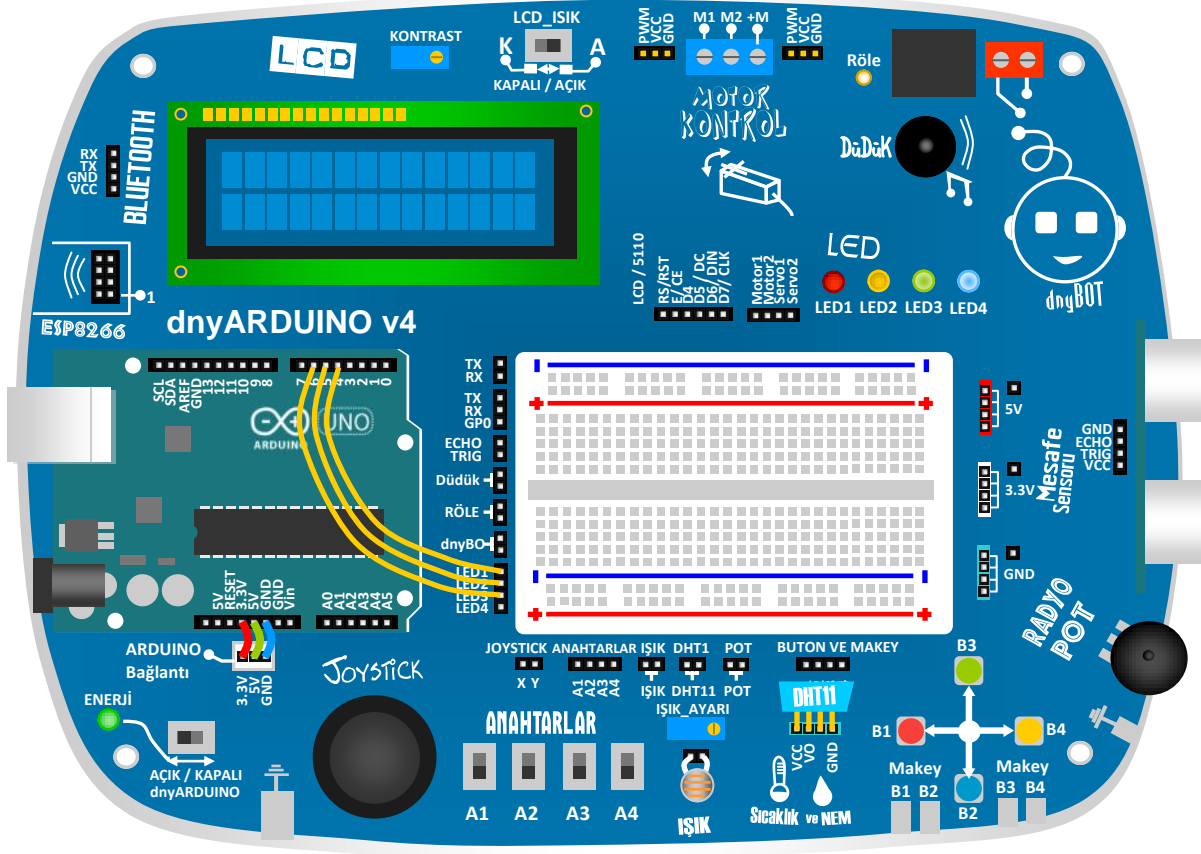 LCD
KONTRAST
LCD_ISIK
K A
KAPALI / AÇIK
PWM
VCC
GND
M1 M2 +M
PWM
VCC
GND
MOTOR
KONTROL
Röle
DüDüK
dnyBOT
RX
TX
GND
VCC
BLUETOOTH
1
ESP8266
dnyARDUINO v4
LCD / 5110
RS/RST
E/CE
D4
D5 / DC
D6/ DIN
D7/ CLK
Motor1
Motor2
Servo1
Servo2
LED
LED1 LED2 LED3 LED4
SCL
SDA
AREF
GND
13
12
11
10
9
8
7
6
5
4
3
2
1
0
UNO
ARDUINO
5V
RESET
3.3V
5V
GND
GND
Vin
A0
A1
A2
A3
A4
A5
TX
RX
TX
RX
GP0
ECHO
TRIG
Düdük
RÖLE
dnyBO
LED1
LED2
LED3
LED4
5V
3.3V
GND
Mesafe
Sensoru
GND
ECHO
TRIG
VCC
RADYO
POT
ARDUINO
Bağlantı
3.3V
5V
GND
ENERJİ
AÇIK / KAPALI
dnyARDUINO
JOYSTICK
JOYSTICK ANAHTARLAR IŞIK DHT1 POT
X Y
A1
A2
A3
A4
IŞIK DHT11 POT
IŞIK_AYARI
ANAHTARLAR
A1 A2 A3 A4
IŞIK
BUTON VE MAKEY
DHT11
VCC
VO
GND
Sıcaklık ve NEM
B3
B1
B4
B2
Makey
B1 B2
Makey
B3 B4